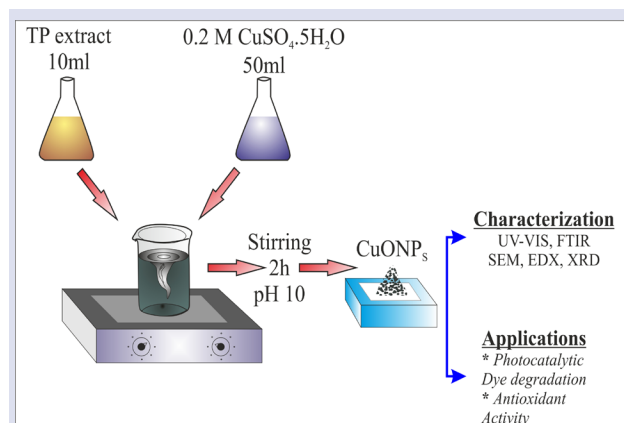 TP extract
10ml
0.2 M CuSO₄.5H₂O
50ml
Stirring
2h
pH 10
CuONPₛ
Characterization
UV-VIS, FTIR
SEM, EDX, XRD
Applications
* Photocatalytic
Dye degradation
* Antioxidant
Activity